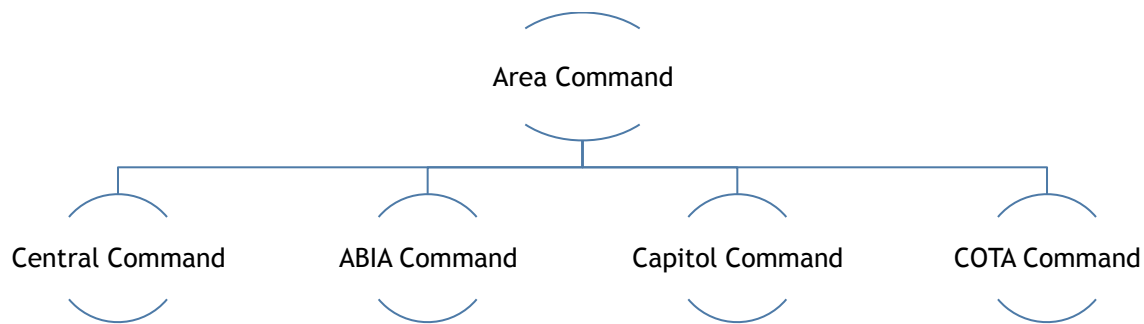 Area Command
Central Command
ABIA Command
Capitol Command
COTA Command